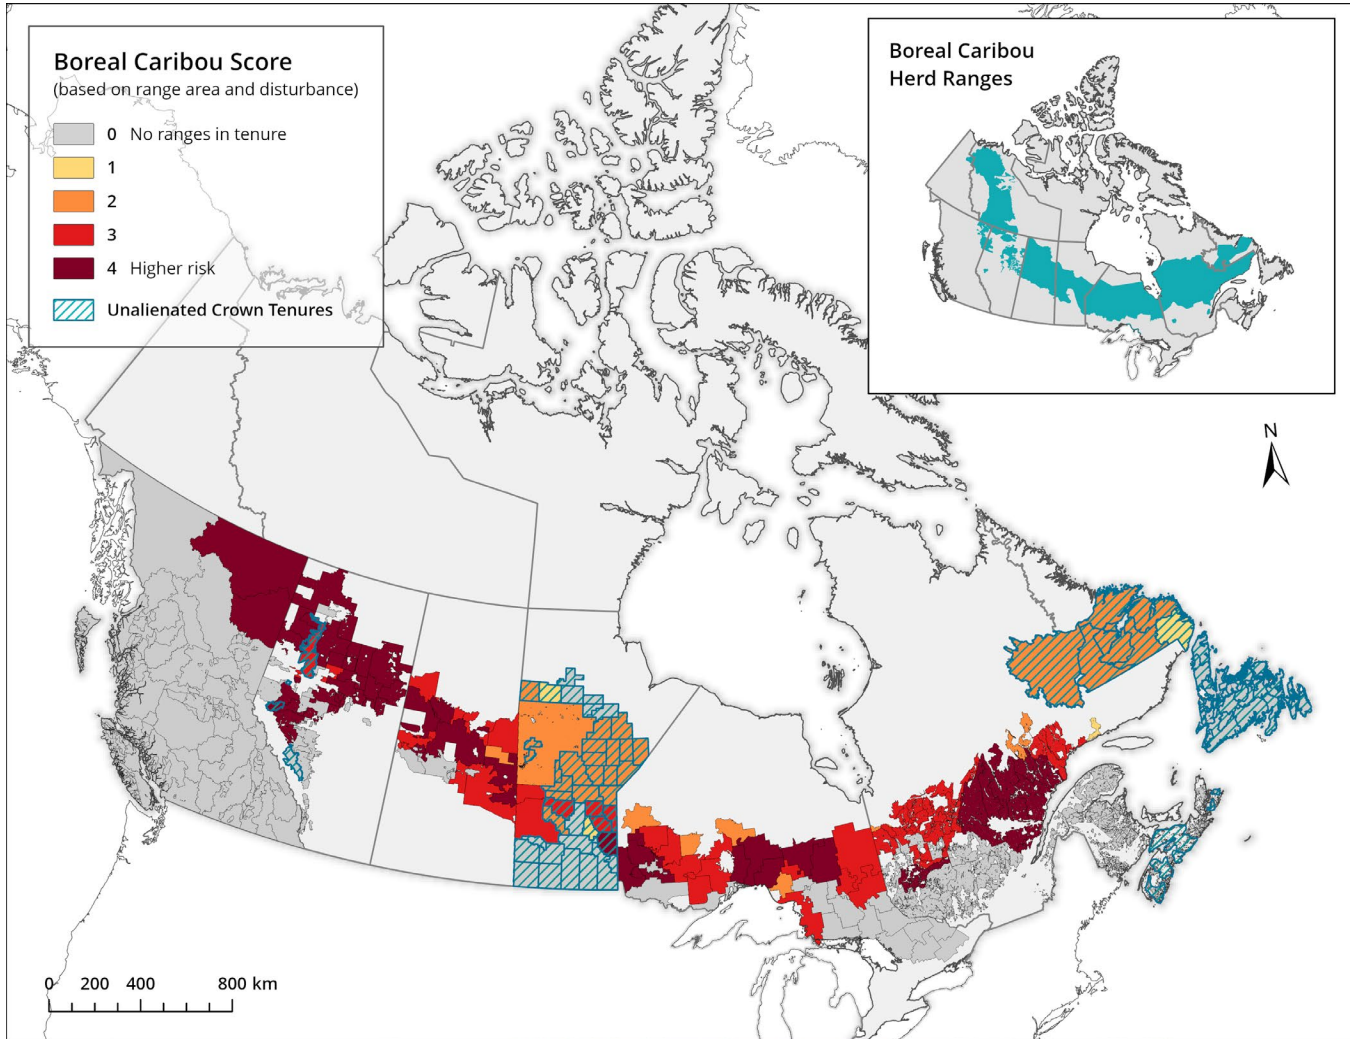 Boreal Caribou Score
(based on range area and disturbance)
0 No ranges in tenure
1
2
3
4 Higher risk
Unalienated Crown Tenures
Boreal Caribou
Herd Ranges
N
0 200 400 800 km